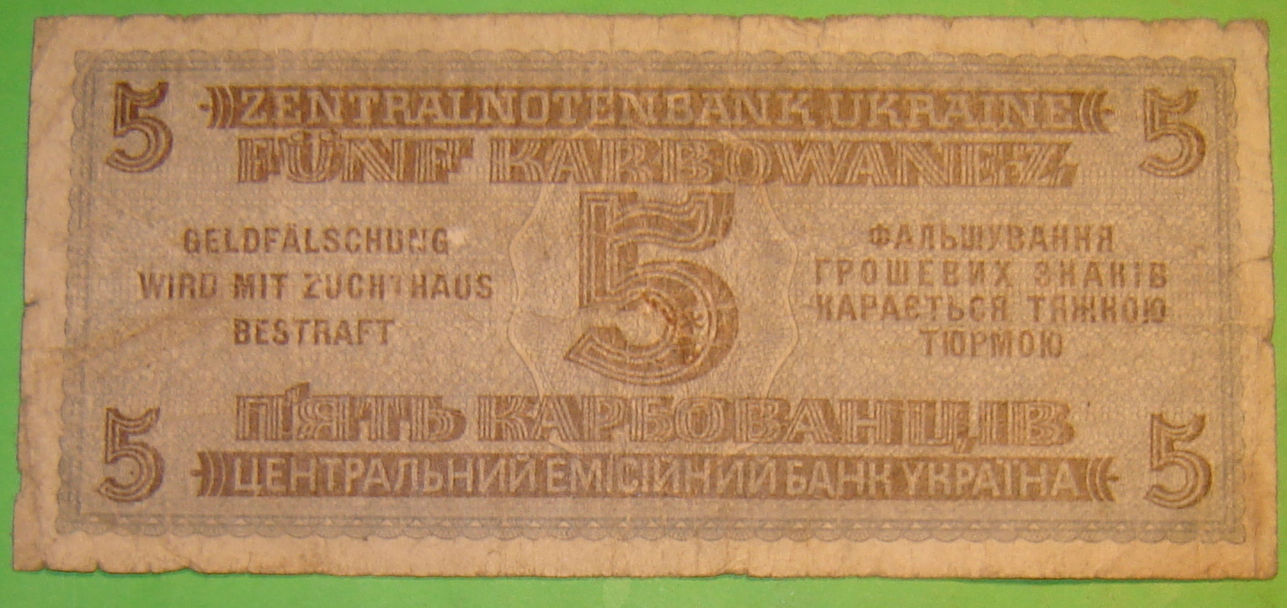 5 ZENTRALNOTENBANK UKRAINE 5
FÜNF KARBOWANEZ
5
GELDFÄLSCHUNG
WIRD MIT ZUCHTHAUS
BESTRAFT
ФАЛЬШУВАННЯ
ГРОШЕВИХ ЗНАКІВ
КАРАЄТЬСЯ ТЯЖКОЮ
ТЮРМОЮ
5 П'ЯТЬ КАРБОВАНЦІВ 5
ЦЕНТРАЛЬНИЙ ЕМІСІЙНИЙ БАНК УКРАЇНА